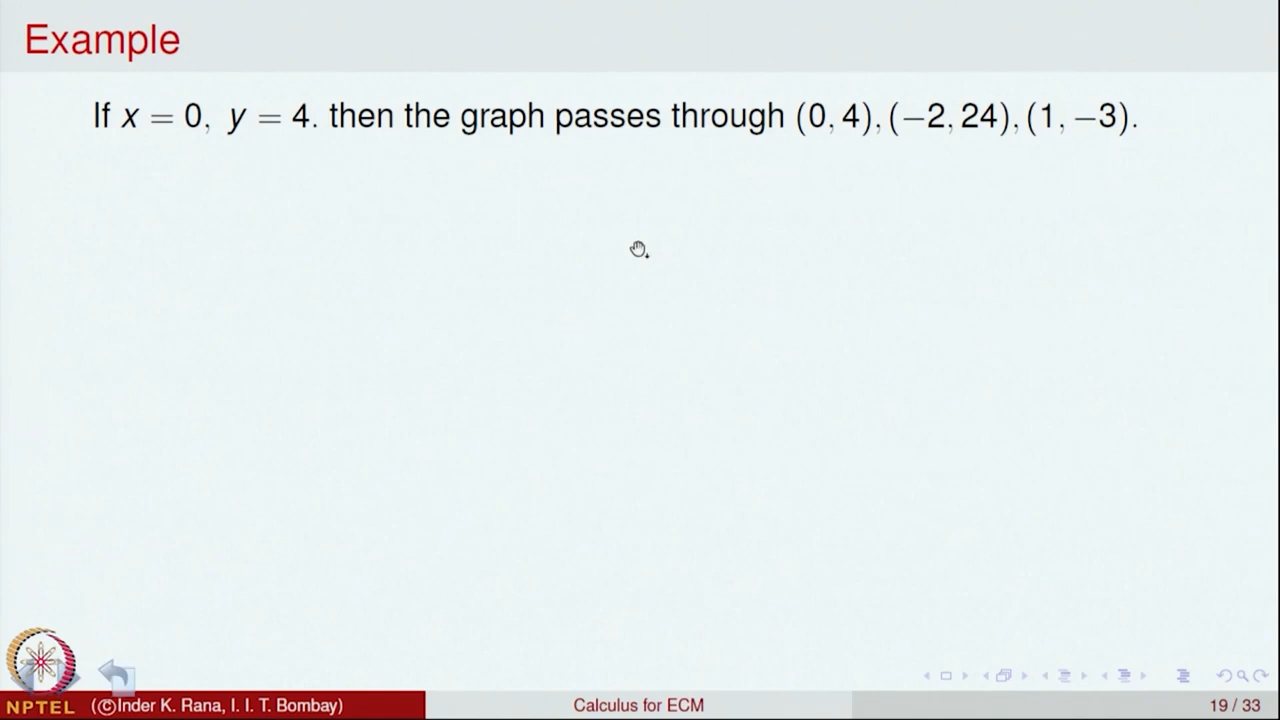 Example
If x = 0, y = 4. then the graph passes through (0, 4), (−2, 24), (1, −3).
NPTEL
(©Inder K. Rana, I. I. T. Bombay)
Calculus for ECM
19 / 33